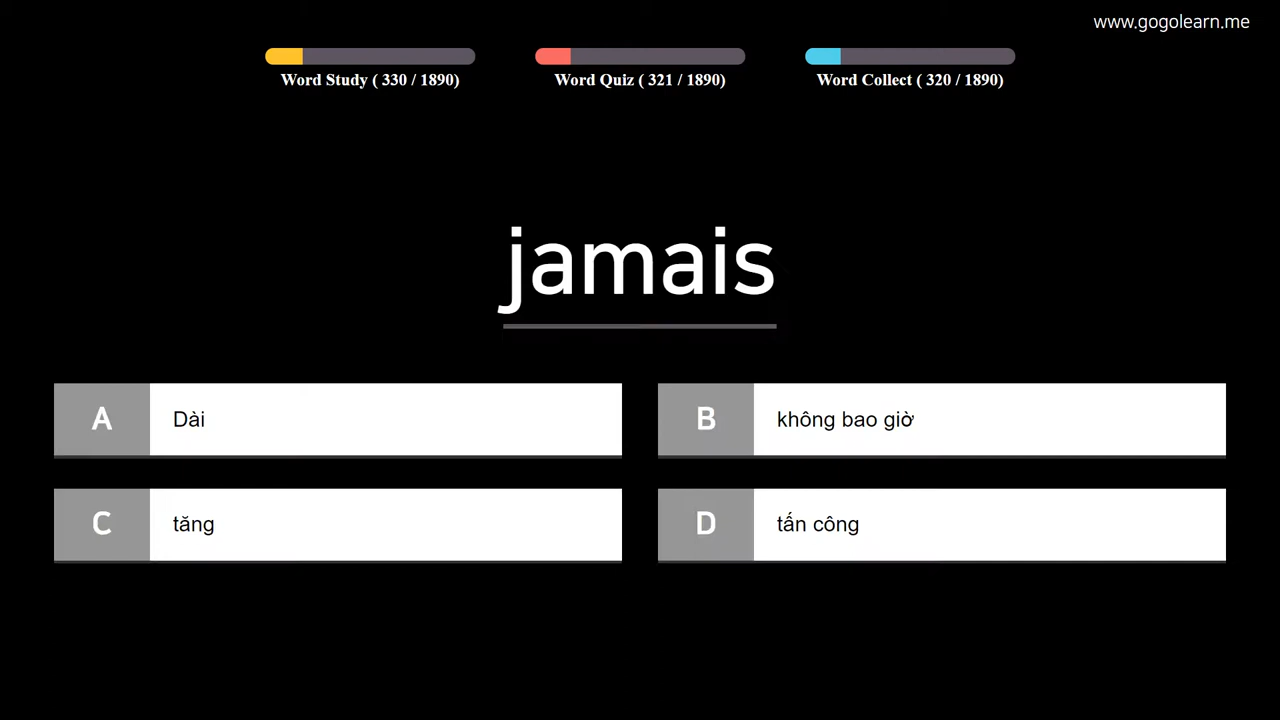 www.gogolearn.me
Word Study ( 330 / 1890)
Word Quiz ( 321 / 1890)
Word Collect ( 320 / 1890)
jamais
A Dài
B không bao giờ
C tăng
D tấn công